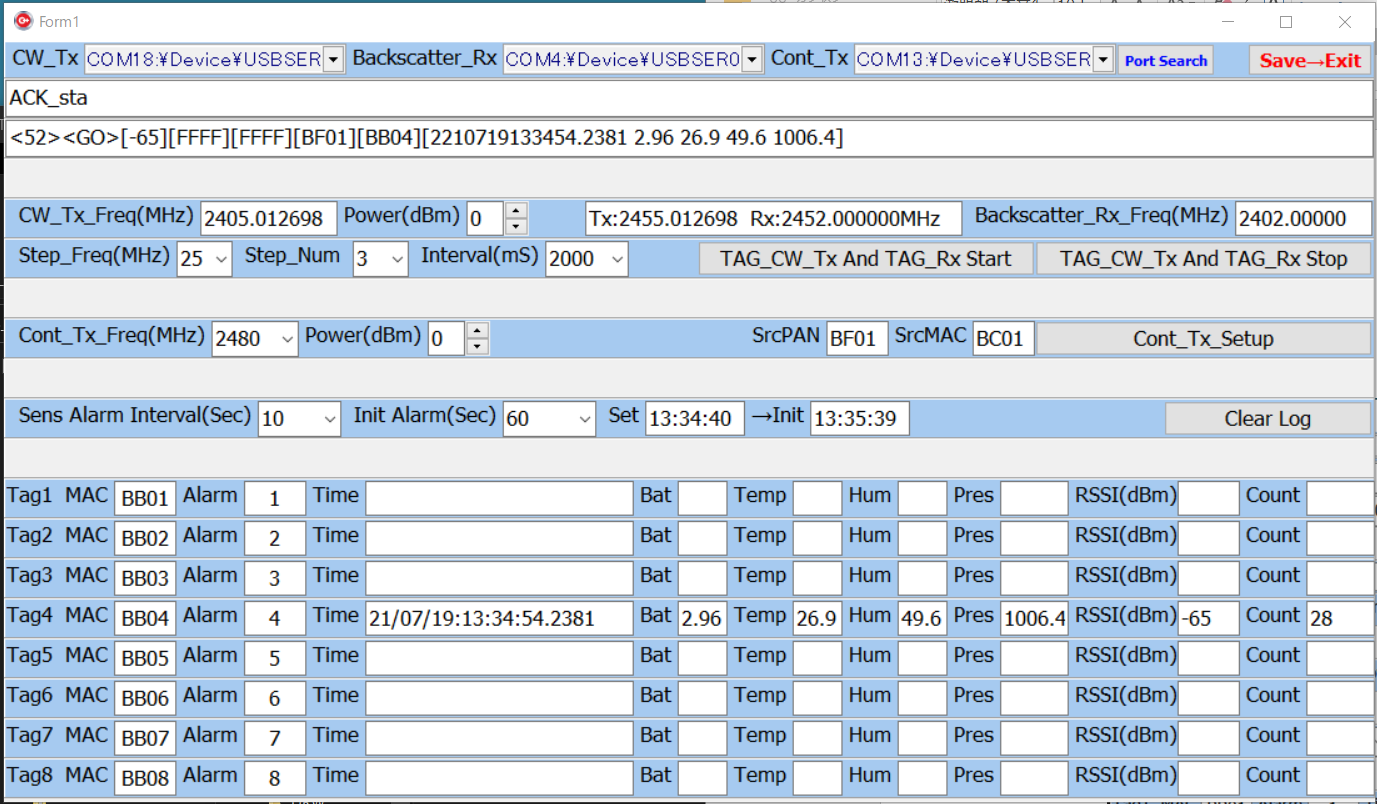 Form1
CW_Tx COM18:¥Device¥USBSER Backscatter_Rx COM4:¥Device¥USBSER0 Cont_Tx COM13:¥Device¥USBSER Port Search Save→Exit
ACK_sta
<52><GO>[-65][FFFF][FFFF][BF01][BB04][2210719133454.2381 2.96 26.9 49.6 1006.4]
CW_Tx_Freq(MHz) 2405.012698 Power(dBm) 0 Tx:2455.012698 Rx:2452.000000MHz Backscatter_Rx_Freq(MHz) 2402.00000
Step_Freq(MHz) 25 Step_Num 3 Interval(mS) 2000 TAG_CW_Tx And TAG_Rx Start TAG_CW_Tx And TAG_Rx Stop
Cont_Tx_Freq(MHz) 2480 Power(dBm) 0 SrcPAN BF01 SrcMAC BC01 Cont_Tx_Setup
Sens Alarm Interval(Sec) 10 Init Alarm(Sec) 60 Set 13:34:40 →Init 13:35:39 Clear Log
Tag1 MAC BB01 Alarm 1 Time Bat Temp Hum Pres RSSI(dBm) Count
Tag2 MAC BB02 Alarm 2 Time Bat Temp Hum Pres RSSI(dBm) Count
Tag3 MAC BB03 Alarm 3 Time Bat Temp Hum Pres RSSI(dBm) Count
Tag4 MAC BB04 Alarm 4 Time 21/07/19:13:34:54.2381 Bat 2.96 Temp 26.9 Hum 49.6 Pres 1006.4 RSSI(dBm) -65 Count 28
Tag5 MAC BB05 Alarm 5 Time Bat Temp Hum Pres RSSI(dBm) Count
Tag6 MAC BB06 Alarm 6 Time Bat Temp Hum Pres RSSI(dBm) Count
Tag7 MAC BB07 Alarm 7 Time Bat Temp Hum Pres RSSI(dBm) Count
Tag8 MAC BB08 Alarm 8 Time Bat Temp Hum Pres RSSI(dBm) Count